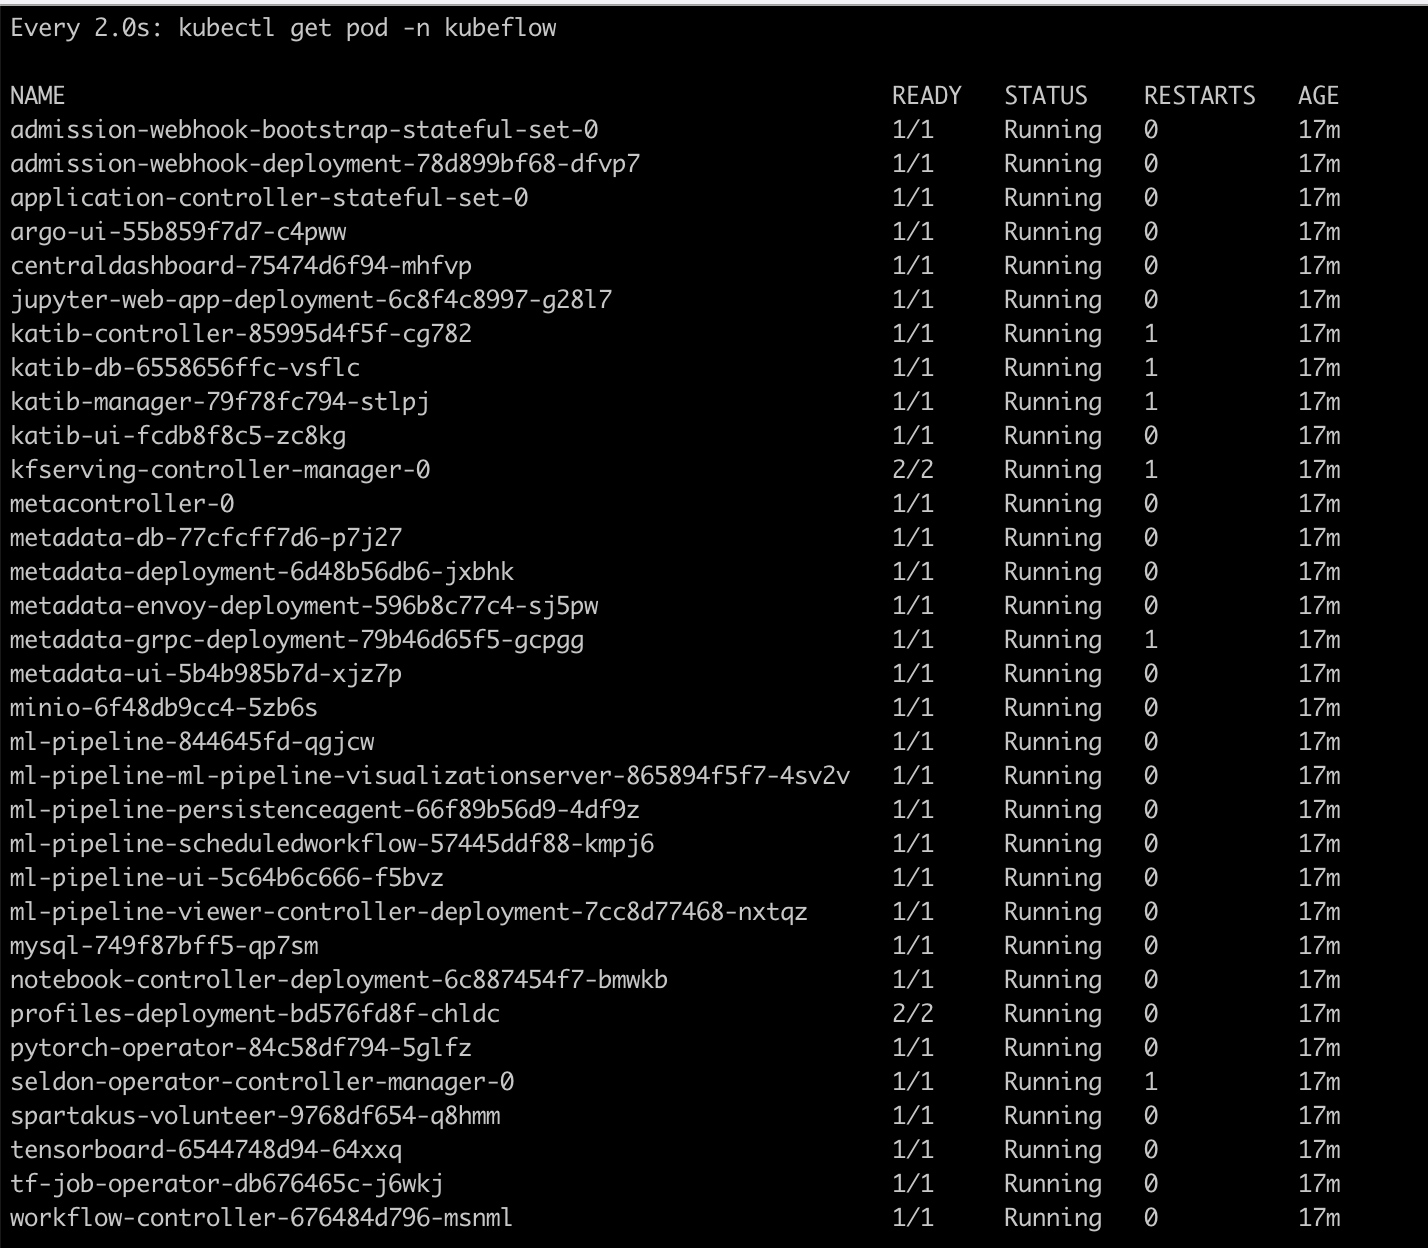 Every 2.0s: kubectl get pod -n kubeflow
NAME READY STATUS RESTARTS AGE
admission-webhook-bootstrap-stateful-set-0 1/1 Running 0 17m
admission-webhook-deployment-78d899bf68-dfvp7 1/1 Running 0 17m
application-controller-stateful-set-0 1/1 Running 0 17m
argo-ui-55b859f7d7-c4pww 1/1 Running 0 17m
centraldashboard-75474d6f94-mhfvp 1/1 Running 0 17m
jupyter-web-app-deployment-6c8f4c8997-g28l7 1/1 Running 0 17m
katib-controller-85995d4f5f-cg782 1/1 Running 1 17m
katib-db-6558656ffc-vsflc 1/1 Running 1 17m
katib-manager-79f78fc794-stlpj 1/1 Running 1 17m
katib-ui-fcdb8f8c5-zc8kg 1/1 Running 0 17m
kfserving-controller-manager-0 2/2 Running 1 17m
metacontroller-0 1/1 Running 0 17m
metadata-db-77cfcff7d6-p7j27 1/1 Running 0 17m
metadata-deployment-6d48b56db6-jxbhk 1/1 Running 0 17m
metadata-envoy-deployment-596b8c77c4-sj5pw 1/1 Running 0 17m
metadata-grpc-deployment-79b46d65f5-gcpgg 1/1 Running 1 17m
metadata-ui-5b4b985b7d-xjz7p 1/1 Running 0 17m
minio-6f48db9cc4-5zb6s 1/1 Running 0 17m
ml-pipeline-844645fd-qgjcw 1/1 Running 0 17m
ml-pipeline-ml-pipeline-visualizationserver-865894f5f7-4sv2v 1/1 Running 0 17m
ml-pipeline-persistenceagent-66f89b56d9-4df9z 1/1 Running 0 17m
ml-pipeline-scheduledworkflow-57445ddf88-kmpj6 1/1 Running 0 17m
ml-pipeline-ui-5c64b6c666-f5bvz 1/1 Running 0 17m
ml-pipeline-viewer-controller-deployment-7cc8d77468-nxtqz 1/1 Running 0 17m
mysql-749f87bff5-qp7sm 1/1 Running 0 17m
notebook-controller-deployment-6c887454f7-bmwkb 1/1 Running 0 17m
profiles-deployment-bd576fd8f-chldc 2/2 Running 0 17m
pytorch-operator-84c58df794-5glfz 1/1 Running 0 17m
seldon-operator-controller-manager-0 1/1 Running 1 17m
spartakus-volunteer-9768df654-q8hmm 1/1 Running 0 17m
tensorboard-6544748d94-64xxq 1/1 Running 0 17m
tf-job-operator-db676465c-j6wkj 1/1 Running 0 17m
workflow-controller-676484d796-msnml 1/1 Running 0 17m